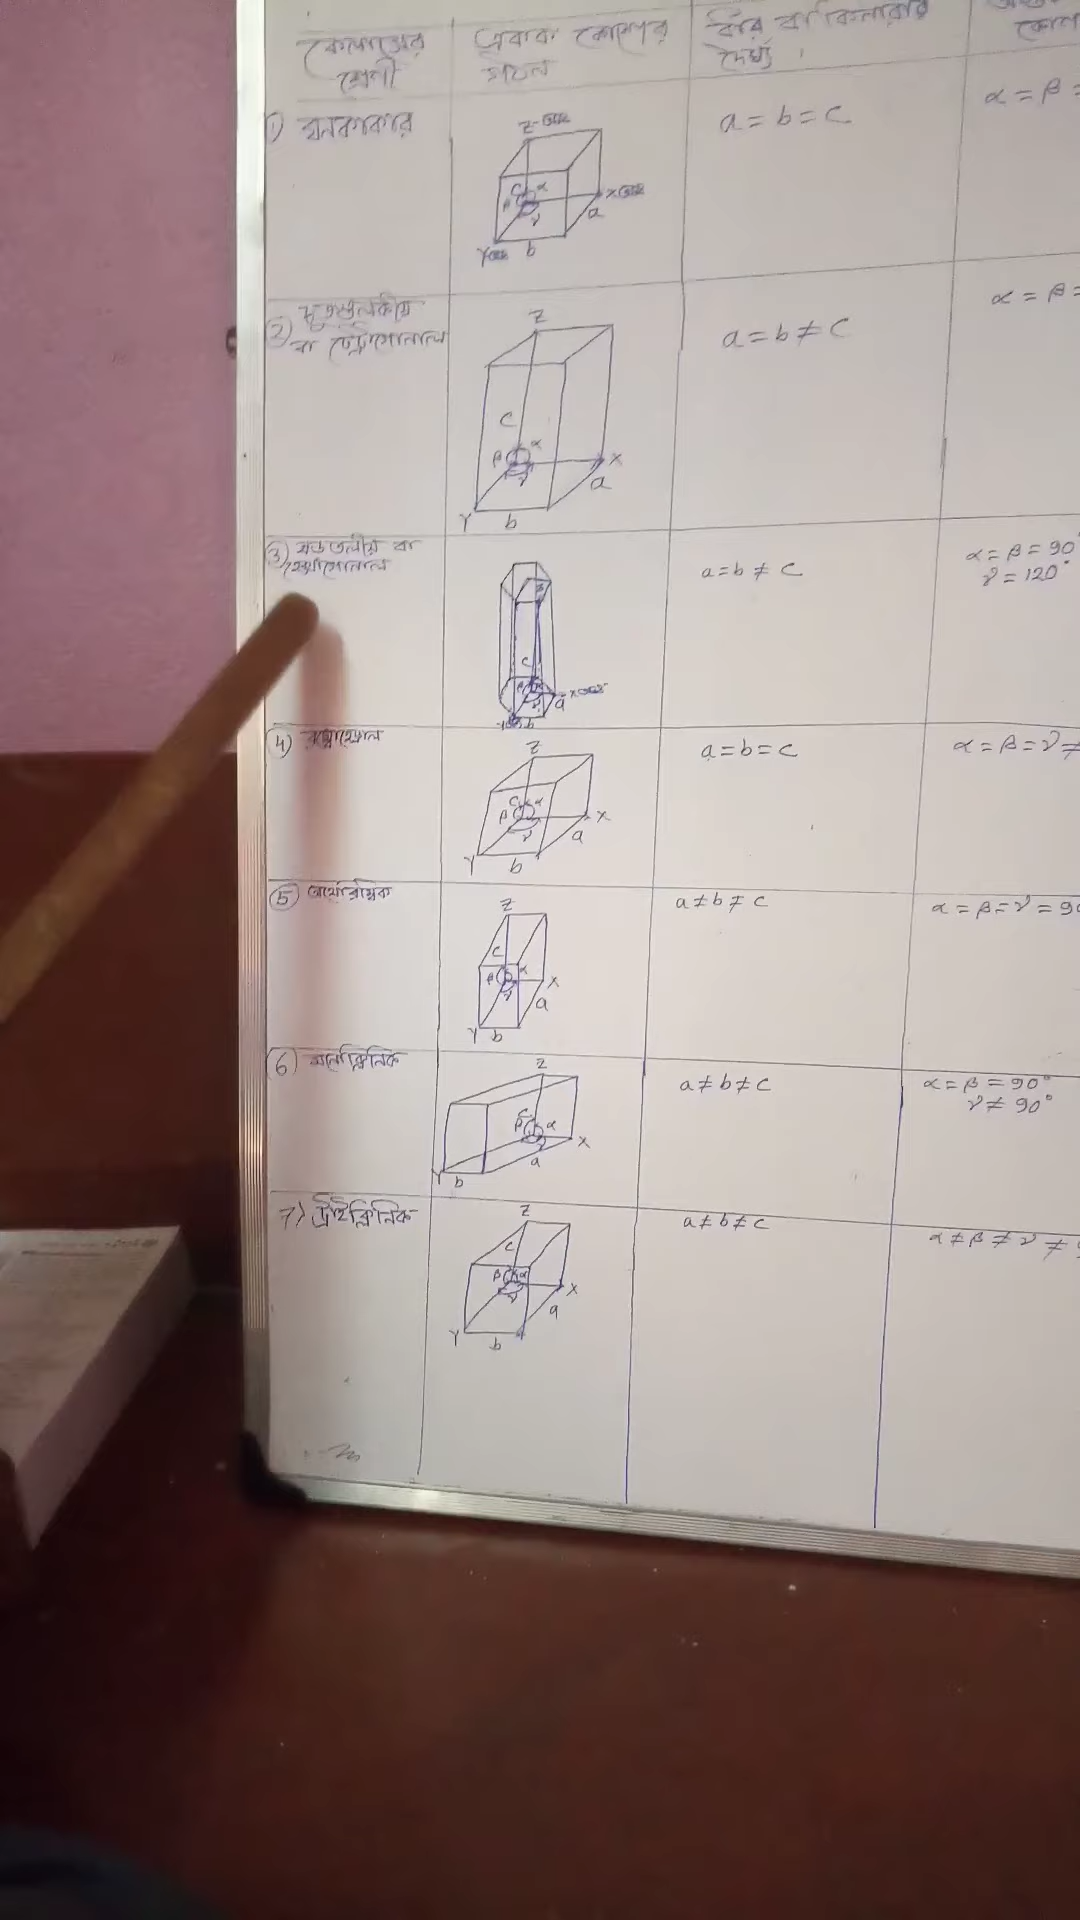 কেলাসের
শ্রেণী
একক কোষের
গঠন
ধার বা কিনারার
দৈর্ঘ্য
কোণ
1) ঘনকাকার
Z-অক্ষ
C α
β
γ
X অক্ষ
a
Y অক্ষ b
a = b = c
α = β =
2) চতুস্তলকীয়
বা টেট্রাগোনাল
Z
C
β α
γ
X
a
Y b
a = b ≠ c
α = β =
3) ষড়তলীয় বা
হেক্সাগোনাল
C
a X অক্ষ
b
a = b ≠ c
α = β = 90°
γ = 120°
4) রম্বোহেড্রাল
Z
C α
β
γ
X
a
Y b
a = b = c
α = β = γ ≠
5) অর্থোরম্বিক
Z
C
β α
γ
X
a
Y b
a ≠ b ≠ c
α = β = γ = 90
6) মনোক্লিনিক
Z
C
β α
X
a
Y b
a ≠ b ≠ c
α = β = 90°
γ ≠ 90°
7) ট্রাইক্লিনিক
Z
C
β α
γ
X
a
Y b
a ≠ b ≠ c
α ≠ β ≠ γ ≠